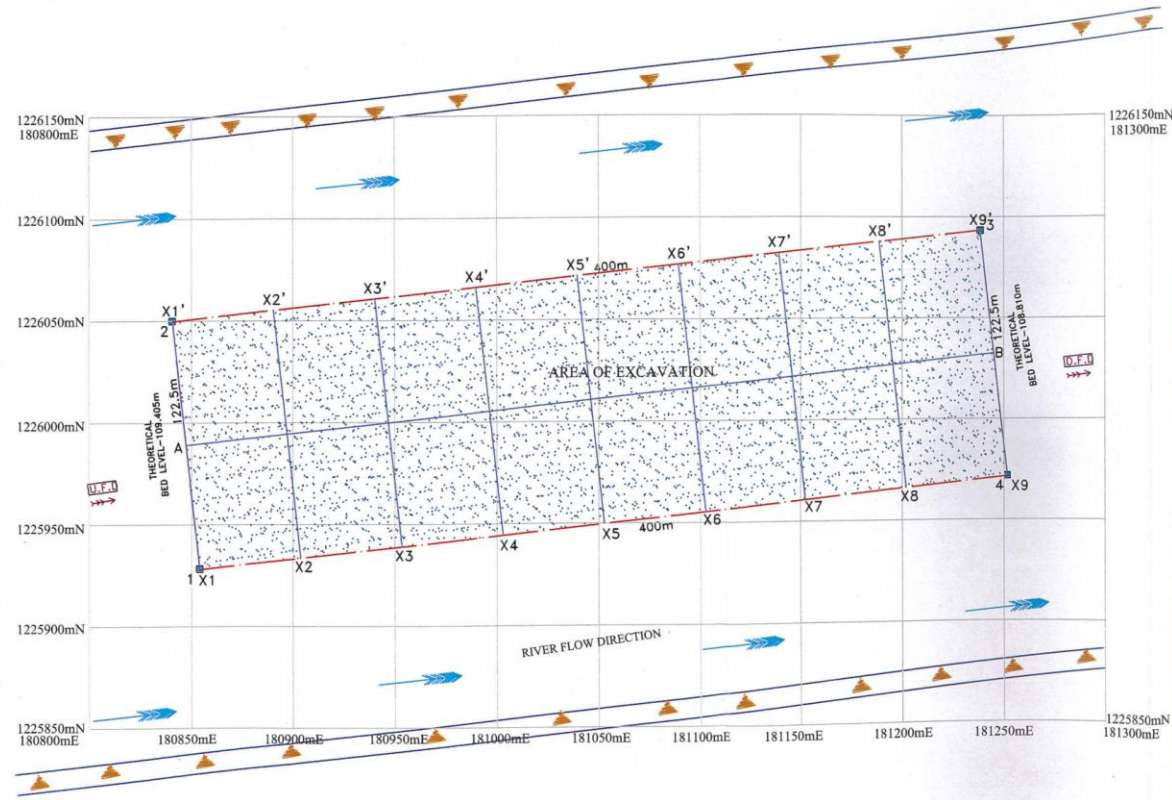 1226150mN
180800mE
1226150mN
181300mE
1226100mN
X9'
3
X8'
X7'
X6'
X5'
400m
X4'
X3'
X2'
X1'
2
1226050mN
122.5m
THEORETICAL
BED LEVEL-108.810m
B
D.F.D
AREA OF EXCAVATION
122.5m
1226000mN
A
THEORETICAL
BED LEVEL-109.405m
U.F.D
4
X9
X8
X7
X6
400m
X5
X4
X3
X2
1
X1
1225950mN
1225900mN
RIVER FLOW DIRECTION
1225850mN
180800mE
180850mE
180900mE
180950mE
181000mE
181050mE
181100mE
181150mE
181200mE
181250mE
1225850mN
181300mE